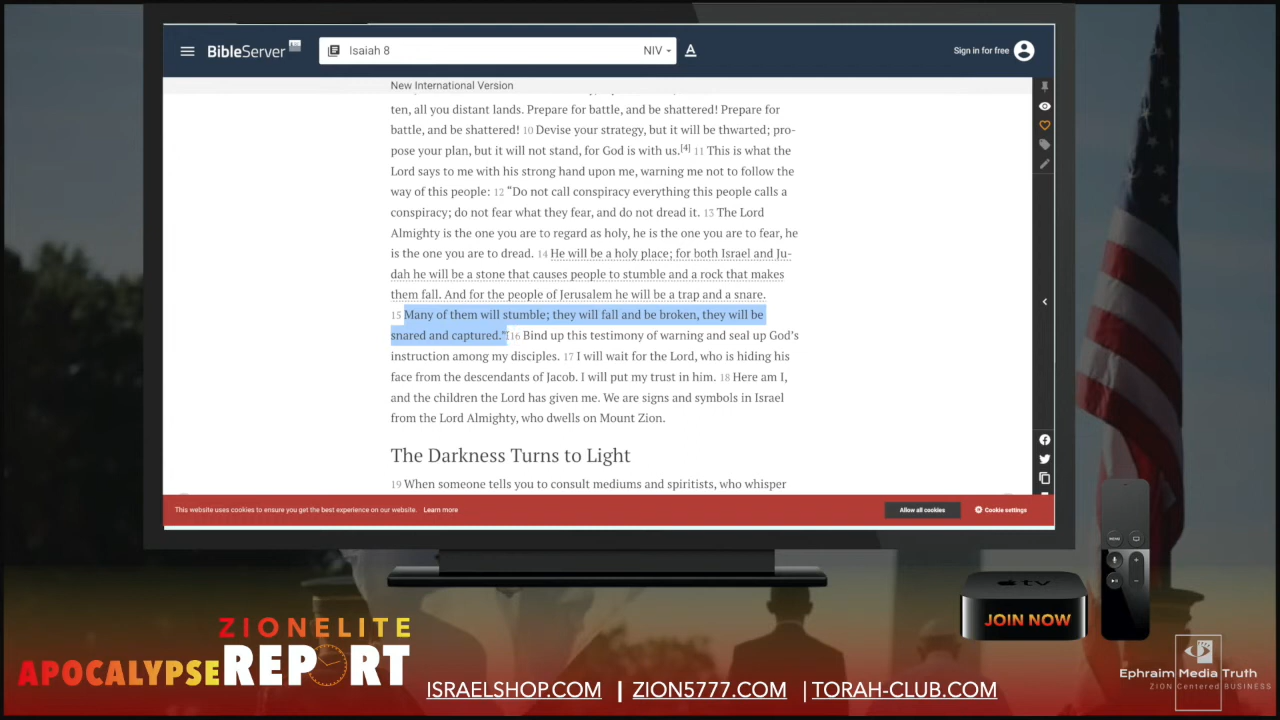 BibleServer
Isaiah 8
NIV
A
Sign in for free
New International Version
ten, all you distant lands. Prepare for battle, and be shattered! Prepare for
battle, and be shattered! 10 Devise your strategy, but it will be thwarted; pro-
pose your plan, but it will not stand, for God is with us.[4] 11 This is what the
Lord says to me with his strong hand upon me, warning me not to follow the
way of this people: 12 “Do not call conspiracy everything this people calls a
conspiracy; do not fear what they fear, and do not dread it. 13 The Lord
Almighty is the one you are to regard as holy, he is the one you are to fear, he
is the one you are to dread. 14 He will be a holy place; for both Israel and Ju-
dah he will be a stone that causes people to stumble and a rock that makes
them fall. And for the people of Jerusalem he will be a trap and a snare.
15 Many of them will stumble; they will fall and be broken, they will be
snared and captured.” 16 Bind up this testimony of warning and seal up God’s
instruction among my disciples. 17 I will wait for the Lord, who is hiding his
face from the descendants of Jacob. I will put my trust in him. 18 Here am I,
and the children the Lord has given me. We are signs and symbols in Israel
from the Lord Almighty, who dwells on Mount Zion.
The Darkness Turns to Light
19 When someone tells you to consult mediums and spiritists, who whisper
This website uses cookies to ensure you get the best experience on our website. Learn more
Allow all cookies
Cookie settings
MENU
tv
JOIN NOW
ZIONELITE
APOCALYPSE REPORT
ISRAELSHOP.COM | ZION5777.COM | TORAH-CLUB.COM
Ephraim Media Truth
ZION Centered BUSINESS